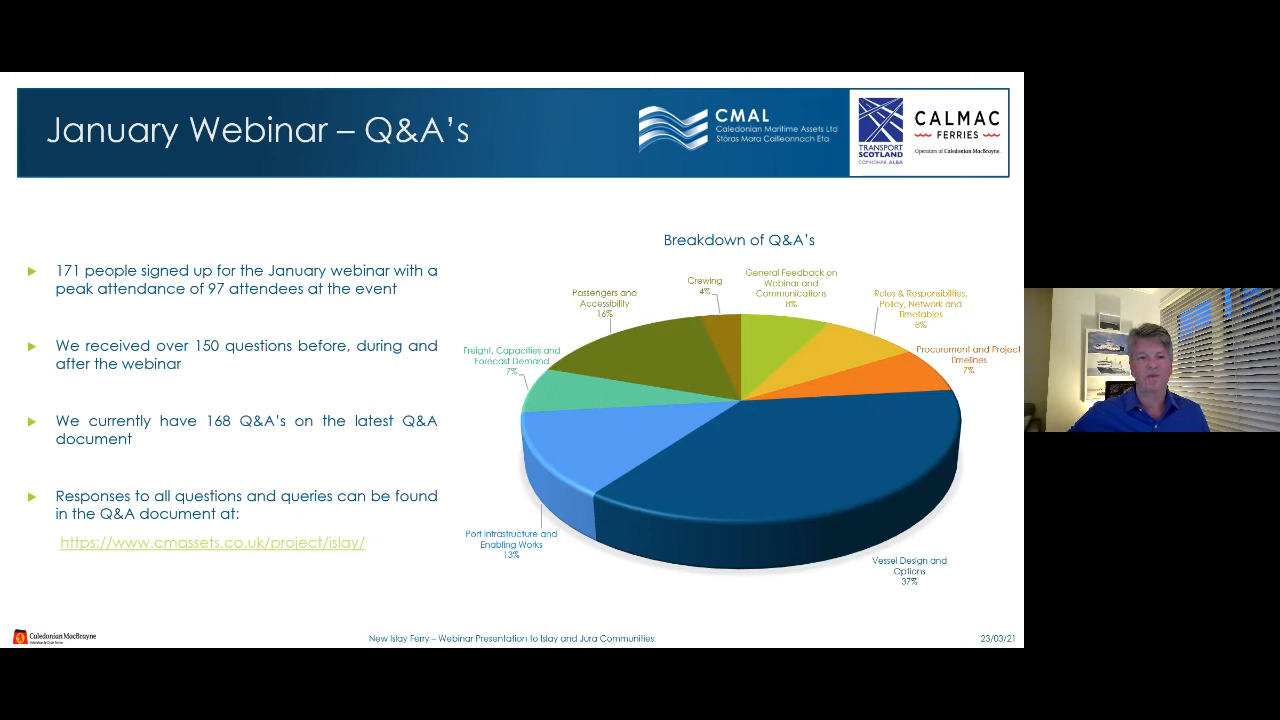 January Webinar – Q&A's
CMAL
Caledonian Maritime Assets Ltd
Stòras Mara Cailleannach Eta
TRANSPORT
SCOTLAND
CÒMHDHAIL ALBA
CALMAC
FERRIES
Operators of Caledonian MacBrayne
171 people signed up for the January webinar with a
peak attendance of 97 attendees at the event
We received over 150 questions before, during and
after the webinar
We currently have 168 Q&A's on the latest Q&A
document
Responses to all questions and queries can be found
in the Q&A document at:
https://www.cmassets.co.uk/project/islay/
Breakdown of Q&A's
Crewing
4%
General Feedback on
Webinar and
Communications
8%
Roles & Responsibilities,
Policy, Network and
Timetables
8%
Procurement and Project
Timelines
7%
Passengers and
Accessibility
16%
Freight, Capacities and
Forecast Demand
7%
Port Infrastructure and
Enabling Works
13%
Vessel Design and
Options
37%
Caledonian MacBrayne
New Islay Ferry – Webinar Presentation to Islay and Jura Communities
23/03/21